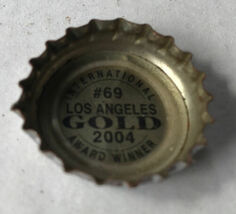 INTERNATIONAL
#69
LOS ANGELES
GOLD
2004
AWARD WINNER